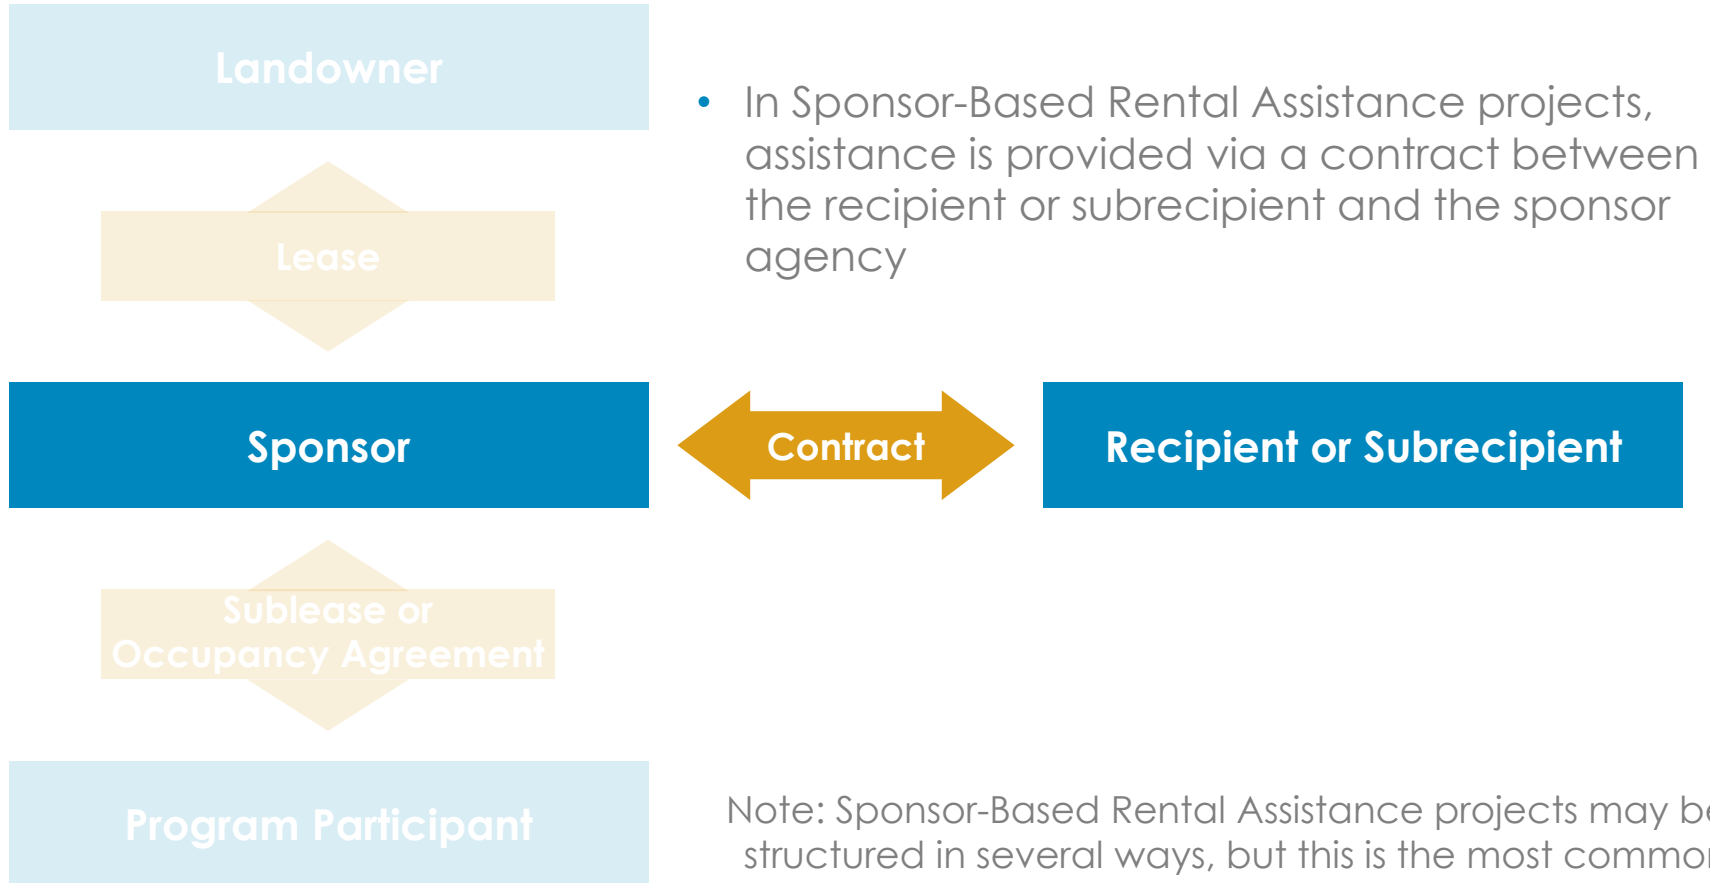 Landowner
• In Sponsor-Based Rental Assistance projects,
assistance is provided via a contract between
the recipient or subrecipient and the sponsor
agency
Lease
Sponsor
Contract
Recipient or Subrecipient
Sublease or
Occupancy Agreement
Program Participant
Note: Sponsor-Based Rental Assistance projects may be
structured in several ways, but this is the most common